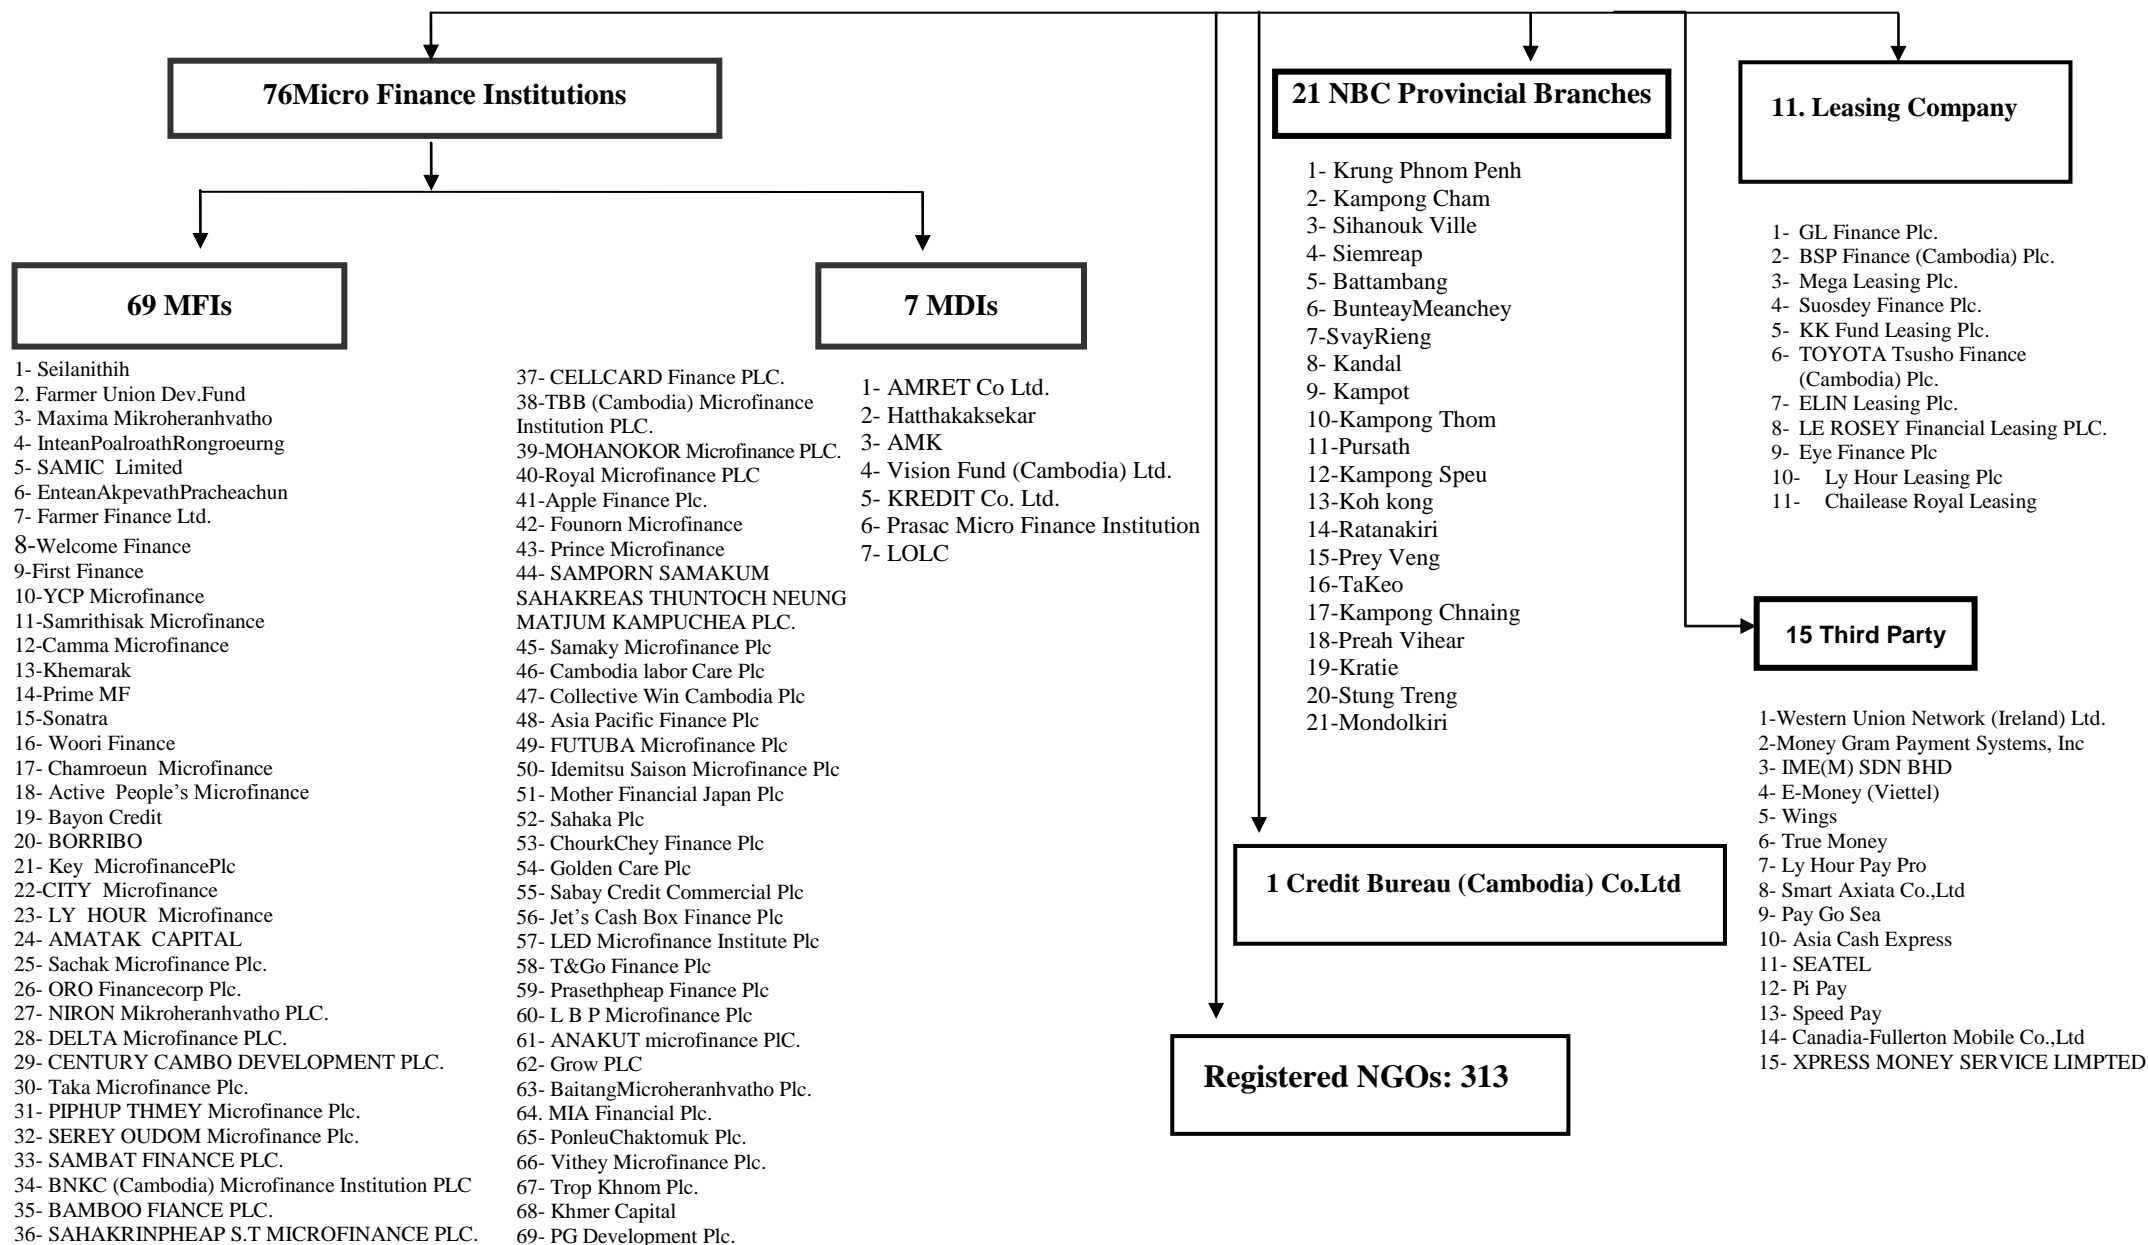 76Micro Finance Institutions
69 MFIs
1- Seilanithih
2. Farmer Union Dev.Fund
3- Maxima Mikroheranhvatho
4- InteanPoalroathRongroeurng
5- SAMIC Limited
6- EnteanAkpevathPracheachun
7- Farmer Finance Ltd.
8-Welcome Finance
9-First Finance
10-YCP Microfinance
11-Samrithisak Microfinance
12-Camma Microfinance
13-Khemarak
14-Prime MF
15-Sonatra
16- Woori Finance
17- Chamroeun Microfinance
18- Active People's Microfinance
19- Bayon Credit
20- BORRIBO
21- Key MicrofinancePlc
22-CITY Microfinance
23- LY HOUR Microfinance
24- AMATAK CAPITAL
25- Sachak Microfinance Plc.
26- ORO Financecorp Plc.
27- NIRON Mikroheranhvatho PLC.
28- DELTA Microfinance PLC.
29- CENTURY CAMBO DEVELOPMENT PLC.
30- Taka Microfinance Plc.
31- PIPHUP THMEY Microfinance Plc.
32- SEREY OUDOM Microfinance Plc.
33- SAMBAT FINANCE PLC.
34- BNKC (Cambodia) Microfinance Institution PLC
35- BAMBOO FIANCE PLC.
36- SAHAKRINPHEAP S.T MICROFINANCE PLC.
37- CELLCARD Finance PLC.
38-TBB (Cambodia) Microfinance
Institution PLC.
39-MOHANOKOR Microfinance PLC.
40-Royal Microfinance PLC
41-Apple Finance Plc.
42- Founorn Microfinance
43- Prince Microfinance
44- SAMPORN SAMAKUM
SAHAKREAS THUNTOCH NEUNG
MATJUM KAMPUCHEA PLC.
45- Samaky Microfinance Plc
46- Cambodia labor Care Plc
47- Collective Win Cambodia Plc
48- Asia Pacific Finance Plc
49- FUTUBA Microfinance Plc
50- Idemitsu Saison Microfinance Plc
51- Mother Financial Japan Plc
52- Sahaka Plc
53- ChourkChey Finance Plc
54- Golden Care Plc
55- Sabay Credit Commercial Plc
56- Jet's Cash Box Finance Plc
57- LED Microfinance Institute Plc
58- T&Go Finance Plc
59- Prasethpheap Finance Plc
60- L B P Microfinance Plc
61- ANAKUT microfinance PlC.
62- Grow PLC
63- BaitangMicroheranhvatho Plc.
64. MIA Financial Plc.
65- PonleuChaktomuk Plc.
66- Vithey Microfinance Plc.
67- Trop Khnom Plc.
68- Khmer Capital
69- PG Development Plc.
7 MDIs
1- AMRET Co Ltd.
2- Hatthakaksekar
3- AMK
4- Vision Fund (Cambodia) Ltd.
5- KREDIT Co. Ltd.
6- Prasac Micro Finance Institution
7- LOLC
21 NBC Provincial Branches
1- Krung Phnom Penh
2- Kampong Cham
3- Sihanouk Ville
4- Siemreap
5- Battambang
6- BunteayMeanchey
7-SvayRieng
8- Kandal
9- Kampot
10-Kampong Thom
11-Pursath
12-Kampong Speu
13-Koh kong
14-Ratanakiri
15-Prey Veng
16-TaKeo
17-Kampong Chnaing
18-Preah Vihear
19-Kratie
20-Stung Treng
21-Mondolkiri
1 Credit Bureau (Cambodia) Co.Ltd
Registered NGOs: 313
11. Leasing Company
1- GL Finance Plc.
2- BSP Finance (Cambodia) Plc.
3- Mega Leasing Plc.
4- Suosdey Finance Plc.
5- KK Fund Leasing Plc.
6- TOYOTA Tsusho Finance
(Cambodia) Plc.
7- ELIN Leasing Plc.
8- LE ROSEY Financial Leasing PLC.
9- Eye Finance Plc
10- Ly Hour Leasing Plc
11- Chailease Royal Leasing
15 Third Party
1-Western Union Network (Ireland) Ltd.
2-Money Gram Payment Systems, Inc
3- IME(M) SDN BHD
4- E-Money (Viettel)
5- Wings
6- True Money
7- Ly Hour Pay Pro
8- Smart Axiata Co.,Ltd
9- Pay Go Sea
10- Asia Cash Express
11- SEATEL
12- Pi Pay
13- Speed Pay
14- Canadia-Fullerton Mobile Co.,Ltd
15- XPRESS MONEY SERVICE LIMPTED